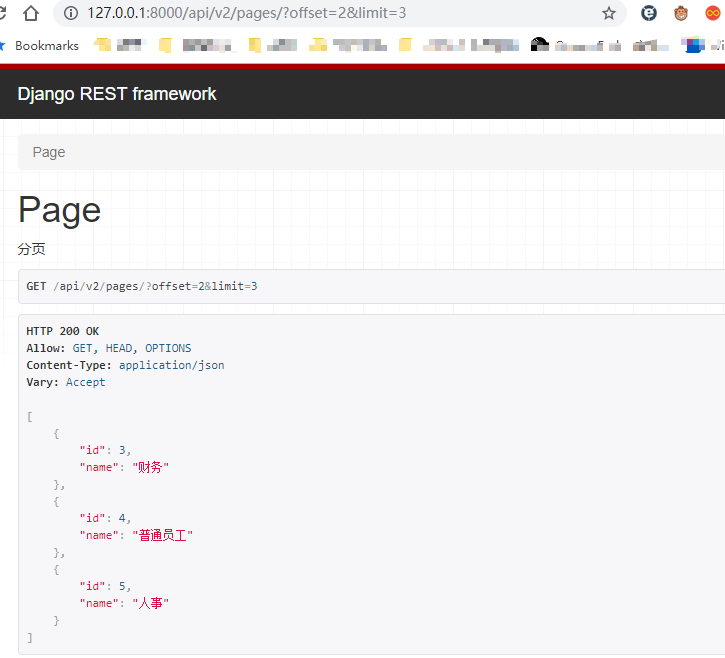 127.0.0.1:8000/api/v2/pages/?offset=2&limit=3
Bookmarks
Django REST framework
Page
Page
分页
GET /api/v2/pages/?offset=2&limit=3
HTTP 200 OK
Allow: GET, HEAD, OPTIONS
Content-Type: application/json
Vary: Accept
[
    {
        "id": 3,
        "name": "财务"
    },
    {
        "id": 4,
        "name": "普通员工"
    },
    {
        "id": 5,
        "name": "人事"
    }
]